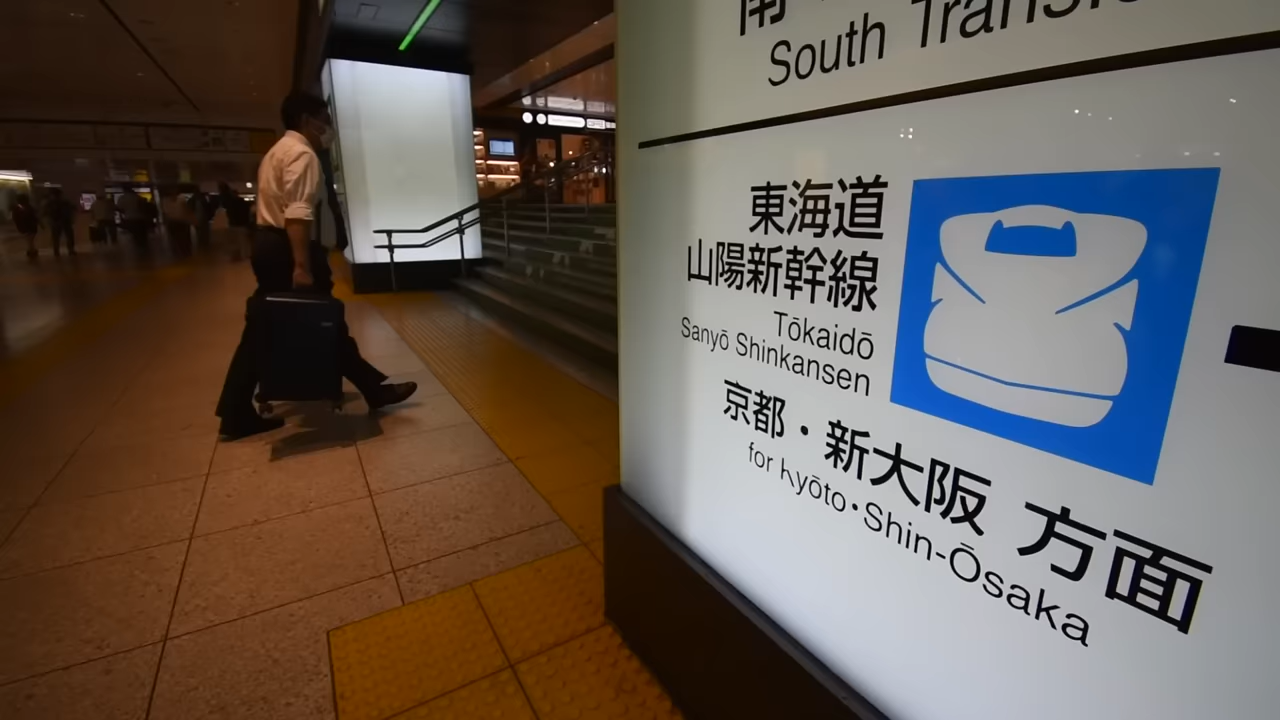 南
South Transfe
東海道
山陽新幹線
Tōkaidō
Sanyō Shinkansen
京都・新大阪 方面
for Kyōto・Shin-Ōsaka